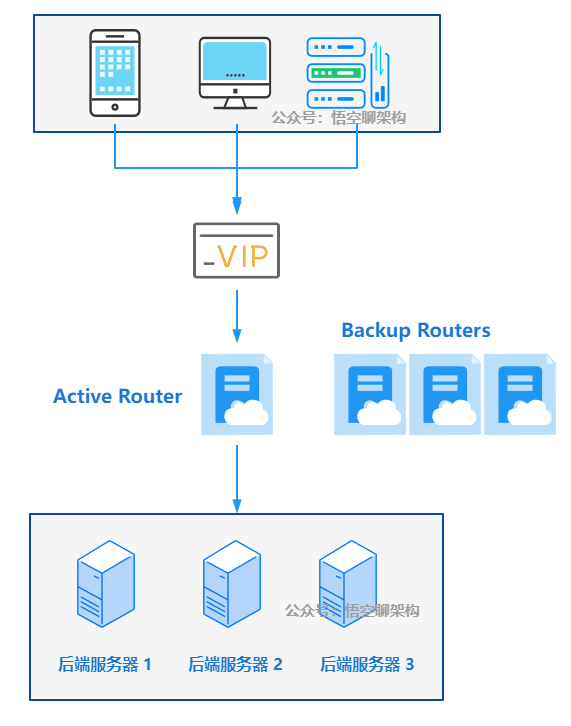 公众号：悟空聊架构
_VIP
Backup Routers
Active Router
公众号：悟空聊架构
后端服务器 1
后端服务器 2
后端服务器 3